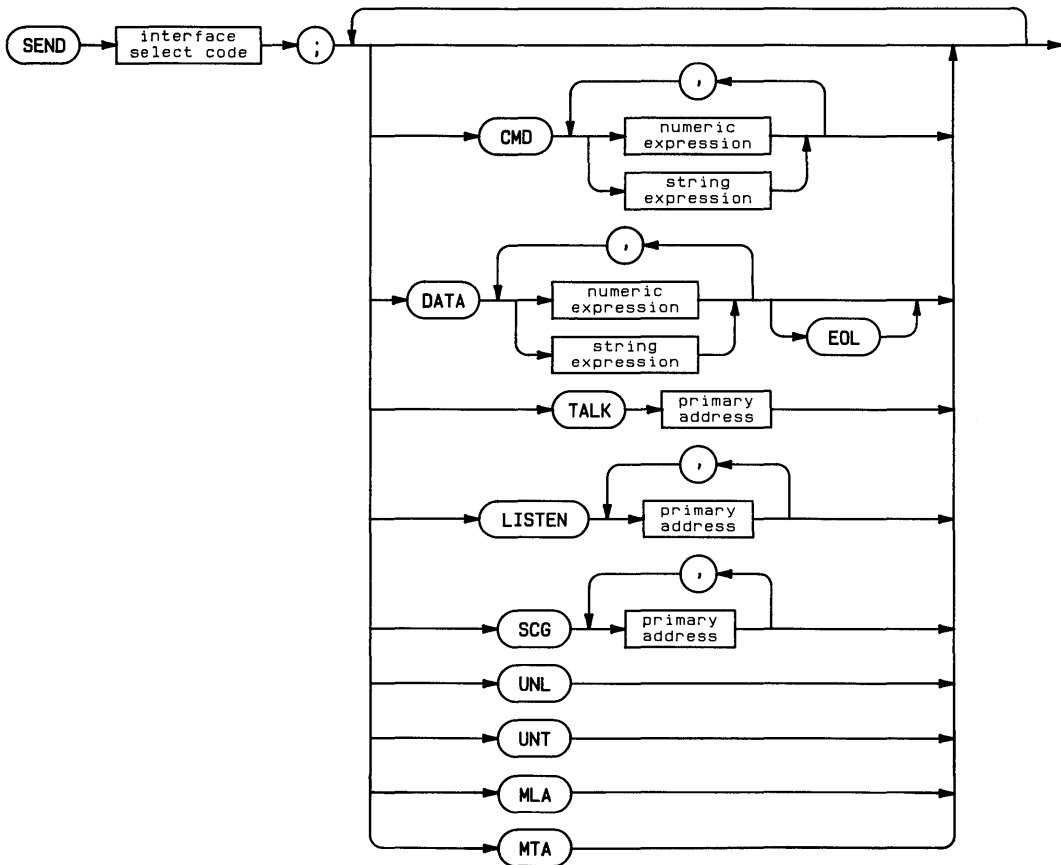 SEND
interface
select code
;
,
CMD
numeric
expression
string
expression
,
DATA
numeric
expression
string
expression
EOL
TALK
primary
address
,
LISTEN
primary
address
,
SCG
primary
address
UNL
UNT
MLA
MTA